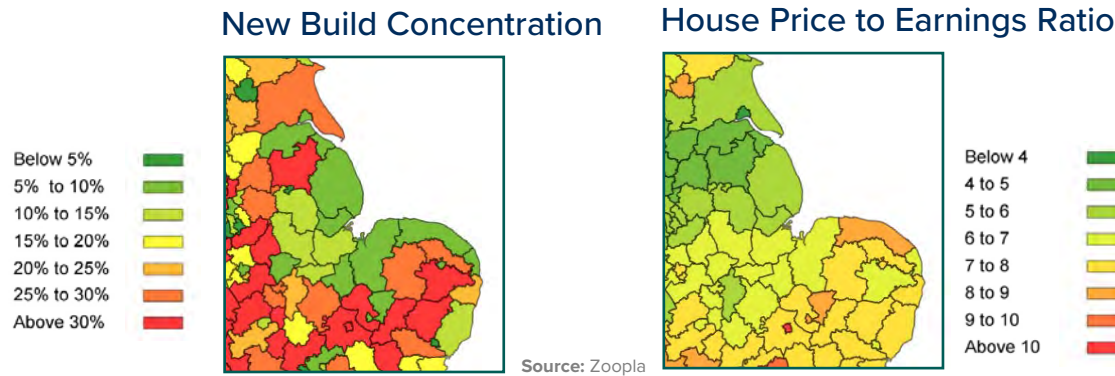 New Build Concentration
House Price to Earnings Ratio
Below 5%
5% to 10%
10% to 15%
15% to 20%
20% to 25%
25% to 30%
Above 30%
Source: Zoopla
Below 4
4 to 5
5 to 6
6 to 7
7 to 8
8 to 9
9 to 10
Above 10